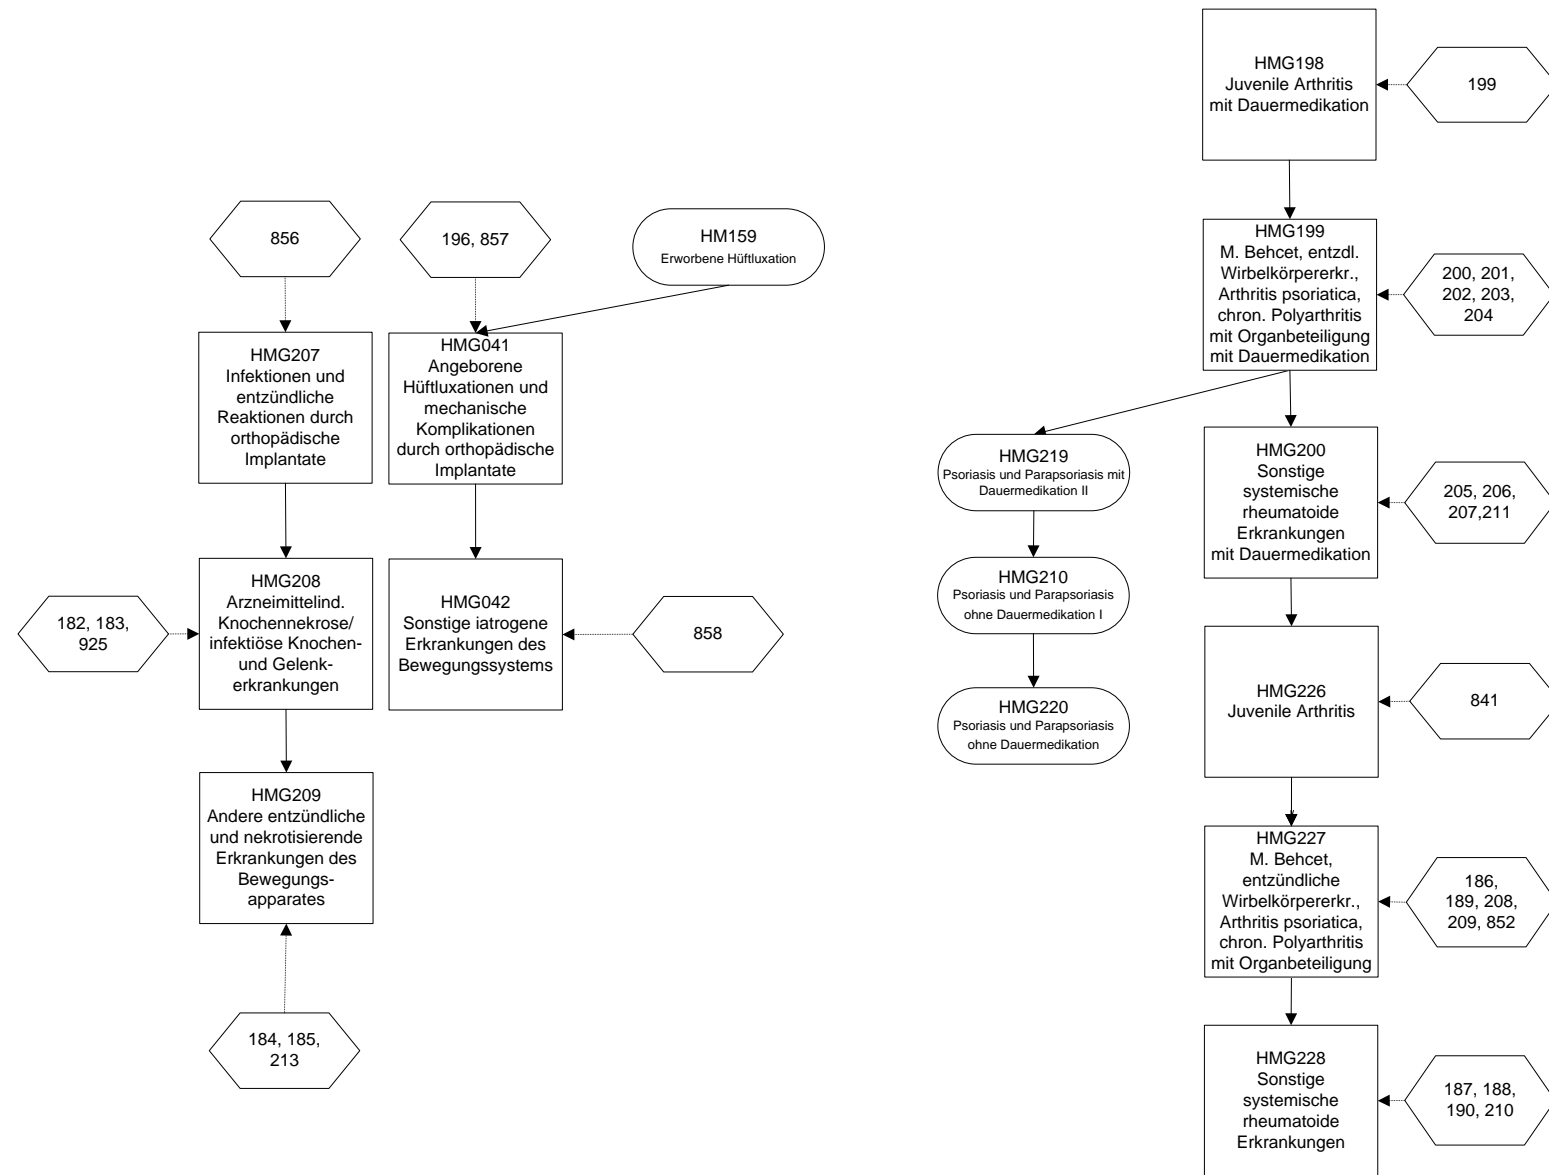 856
196, 857
HM159
Erworbene Hüftluxation
HMG207
Infektionen und
entzündliche
Reaktionen durch
orthopädische
Implantate
HMG041
Angeborene
Hüftluxationen und
mechanische
Komplikationen
durch orthopädische
Implantate
182, 183,
925
HMG208
Arzneimittelind.
Knochennekrose/
infektiöse Knochen-
und Gelenk-
erkrankungen
HMG042
Sonstige iatrogene
Erkrankungen des
Bewegungssystems
858
HMG209
Andere entzündliche
und nekrotisierende
Erkrankungen des
Bewegungs-
apparates
184, 185,
213
HMG198
Juvenile Arthritis
mit Dauermedikation
199
HMG199
M. Behcet, entzdl.
Wirbelkörpererkr.,
Arthritis psoriatica,
chron. Polyarthritis
mit Organbeteiligung
mit Dauermedikation
200, 201,
202, 203,
204
HMG219
Psoriasis und Parapsoriasis mit
Dauermedikation II
HMG210
Psoriasis und Parapsoriasis
ohne Dauermedikation I
HMG220
Psoriasis und Parapsoriasis
ohne Dauermedikation
HMG200
Sonstige
systemische
rheumatoide
Erkrankungen
mit Dauermedikation
205, 206,
207,211
HMG226
Juvenile Arthritis
841
HMG227
M. Behcet,
entzündliche
Wirbelkörpererkr.,
Arthritis psoriatica,
chron. Polyarthritis
mit Organbeteiligung
186,
189, 208,
209, 852
HMG228
Sonstige
systemische
rheumatoide
Erkrankungen
187, 188,
190, 210